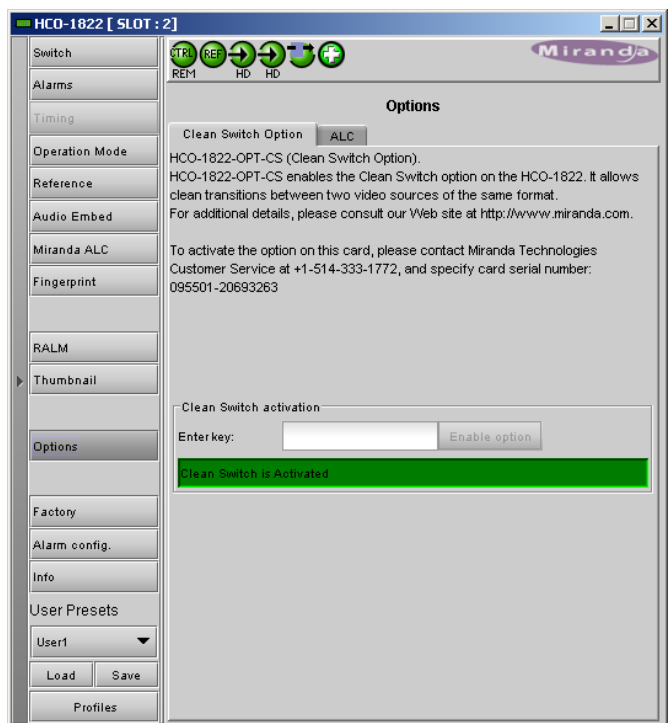 HCO-1822 [ SLOT : 2]
Switch
Alarms
Timing
Operation Mode
Reference
Audio Embed
Miranda ALC
Fingerprint
RALM
Thumbnail
Options
Factory
Alarm config.
Info
User Presets
User1
Load Save
Profiles
CTRL REF
REM HD HD
Miranda
Options
Clean Switch Option ALC
HCO-1822-OPT-CS (Clean Switch Option).
HCO-1822-OPT-CS enables the Clean Switch option on the HCO-1822. It allows
clean transitions between two video sources of the same format.
For additional details, please consult our Web site at http://www.miranda.com.
To activate the option on this card, please contact Miranda Technologies
Customer Service at +1-514-333-1772, and specify card serial number:
095501-20693263
Clean Switch activation
Enter key: Enable option
Clean Switch is Activated